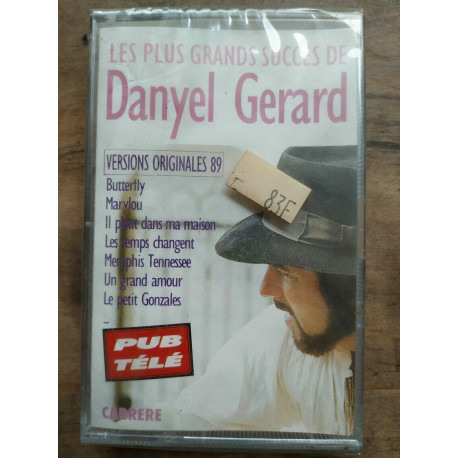 LES PLUS GRANDS SUCCES DE
Danyel Gerard
VERSIONS ORIGINALES 89
Butterfly
Marylou
Il pleut dans ma maison
Les temps changent
Memphis Tennessee
Un grand amour
Le petit Gonzales
83F
PUB
TÉLÉ
CARRERE